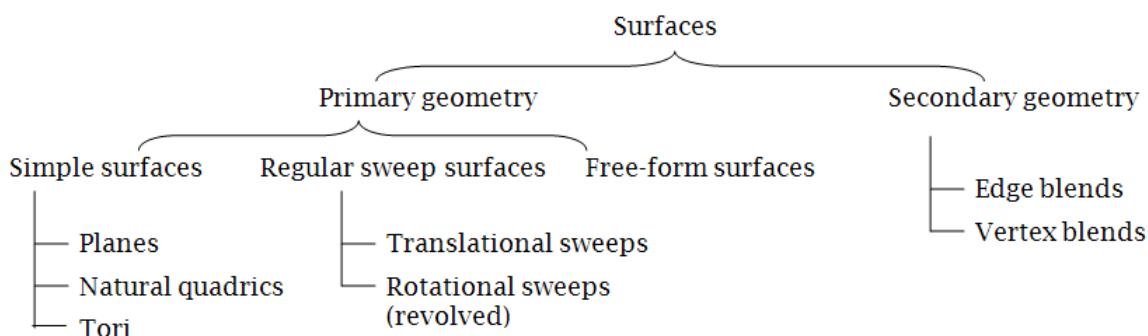 Surfaces
Primary geometry
Secondary geometry
Simple surfaces
Regular sweep surfaces
Free-form surfaces
Planes
Natural quadrics
Tori
Translational sweeps
Rotational sweeps
(revolved)
Edge blends
Vertex blends